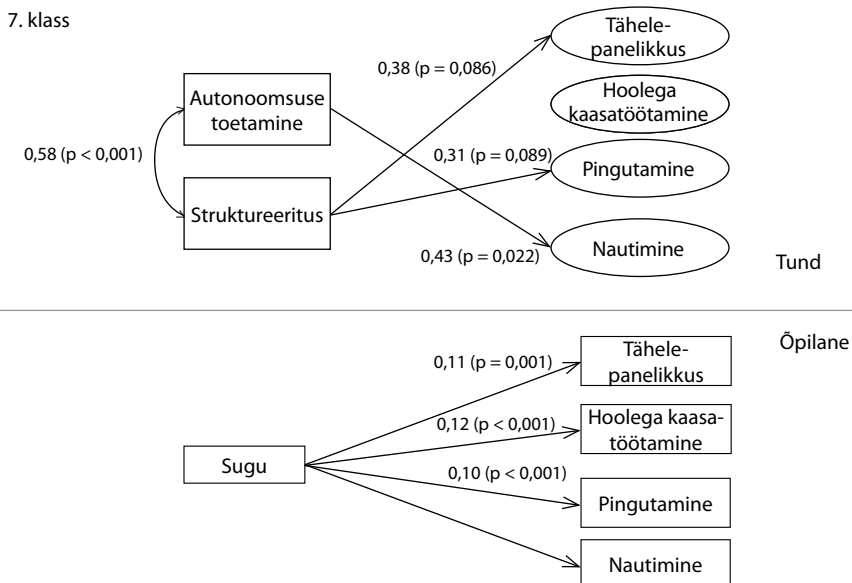 7. klass
Tähele-
panelikkus
0,38 (p = 0,086)
Autonoomsuse
toetamine
Hoolega
kaasatöötamine
0,58 (p < 0,001)
0,31 (p = 0,089)
Pingutamine
Struktureeritus
0,43 (p = 0,022)
Nautimine
Tund
Õpilane
0,11 (p = 0,001)
Tähele-
panelikkus
0,12 (p < 0,001)
Hoolega kaasa-
töötamine
Sugu
0,10 (p < 0,001)
Pingutamine
Nautimine